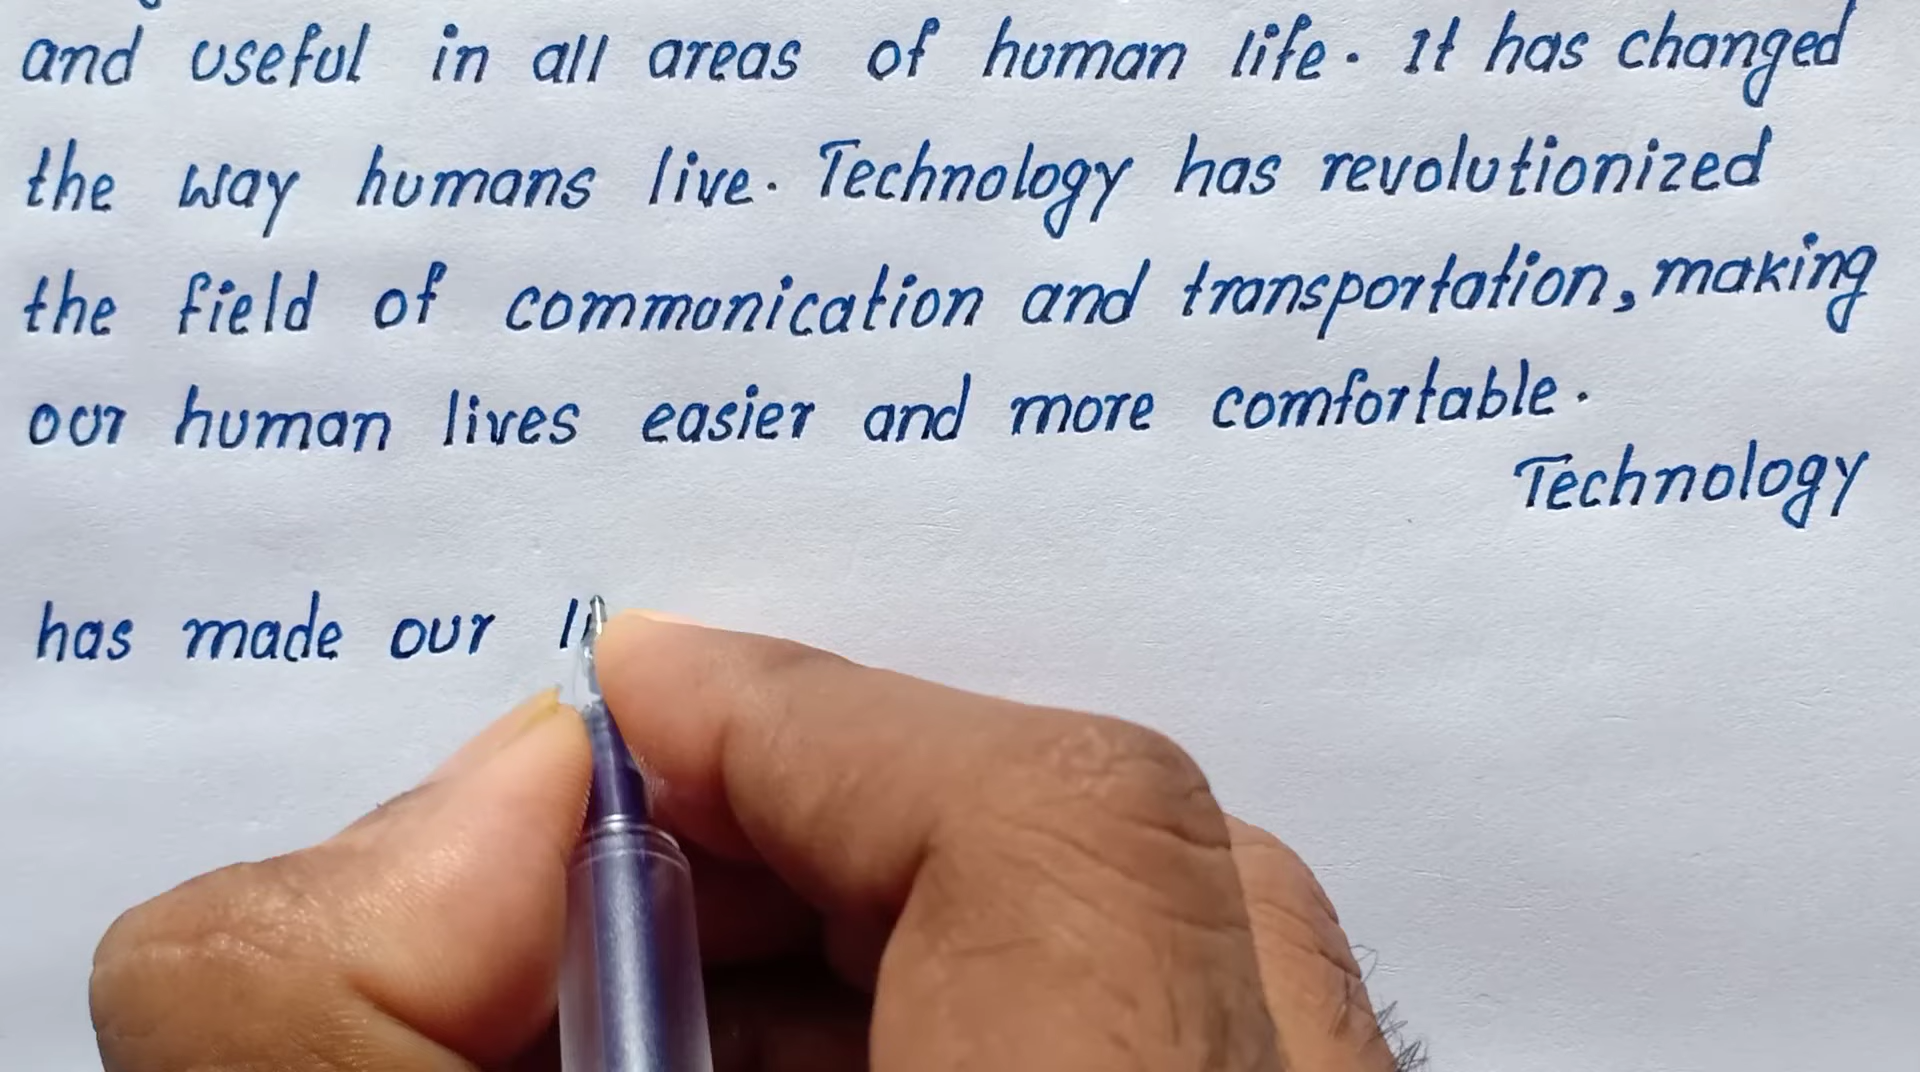 and useful in all areas of human life. It has changed
the way humans live. Technology has revolutionized
the field of communication and transportation, making
our human lives easier and more comfortable.
Technology
has made our